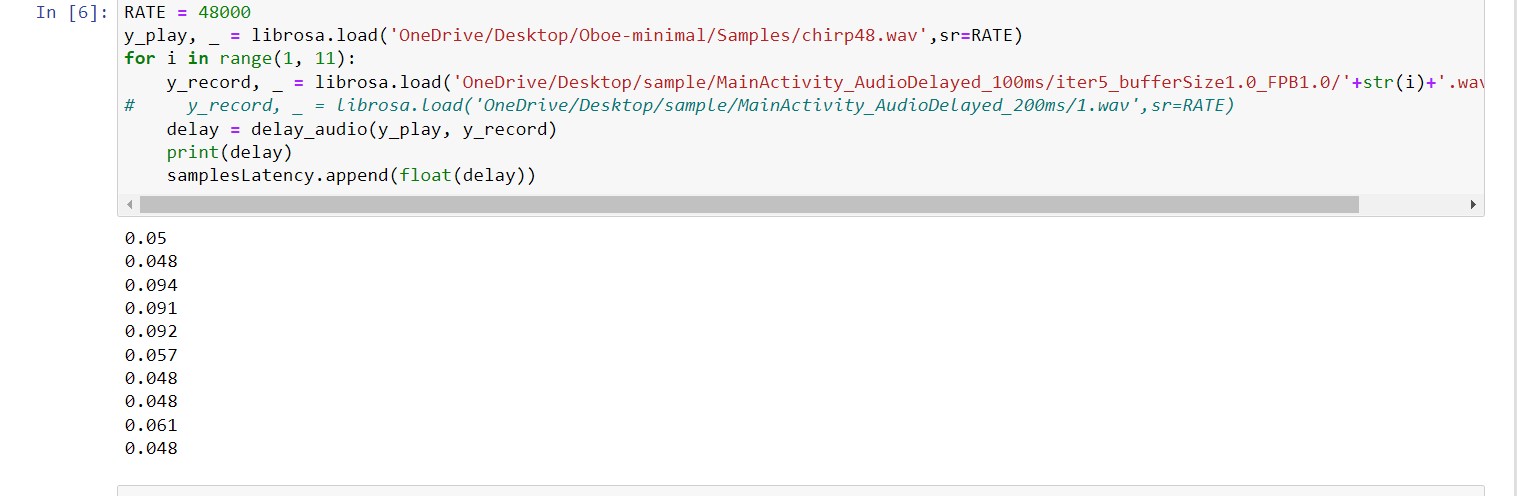 In [6]: RATE = 48000
y_play, _ = librosa.load('OneDrive/Desktop/Oboe-minimal/Samples/chirp48.wav',sr=RATE)
for i in range(1, 11):
    y_record, _ = librosa.load('OneDrive/Desktop/sample/MainActivity_AudioDelayed_100ms/iter5_bufferSize1.0_FPB1.0/'+str(i)+'.wav
#     y_record, _ = librosa.load('OneDrive/Desktop/sample/MainActivity_AudioDelayed_200ms/1.wav',sr=RATE)
    delay = delay_audio(y_play, y_record)
    print(delay)
    samplesLatency.append(float(delay))
0.05
0.048
0.094
0.091
0.092
0.057
0.048
0.048
0.061
0.048